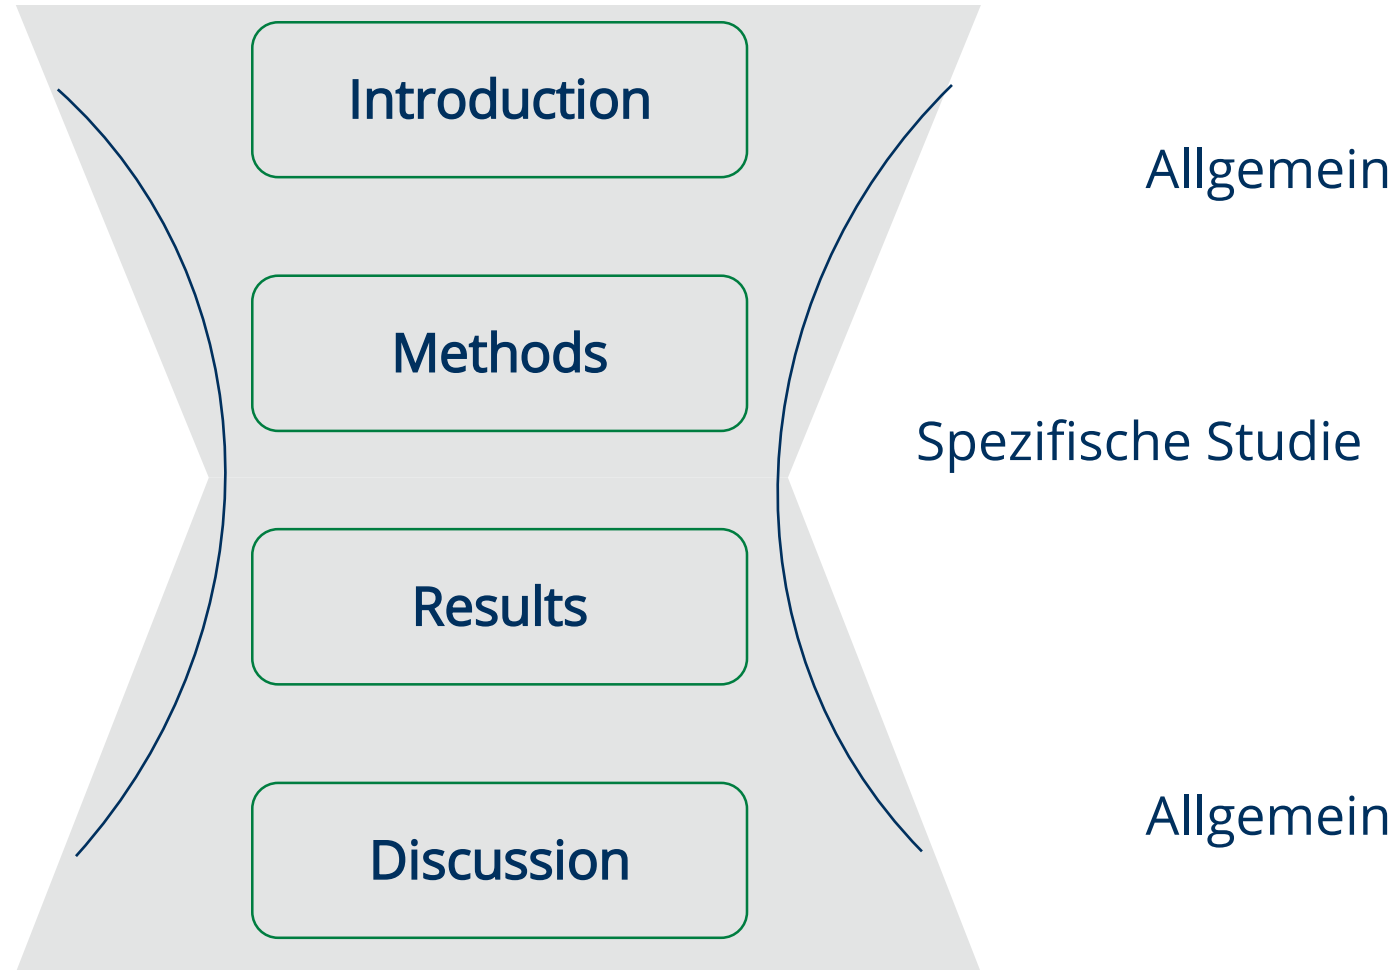 Introduction
Allgemein
Methods
Spezifische Studie
Results
Allgemein
Discussion